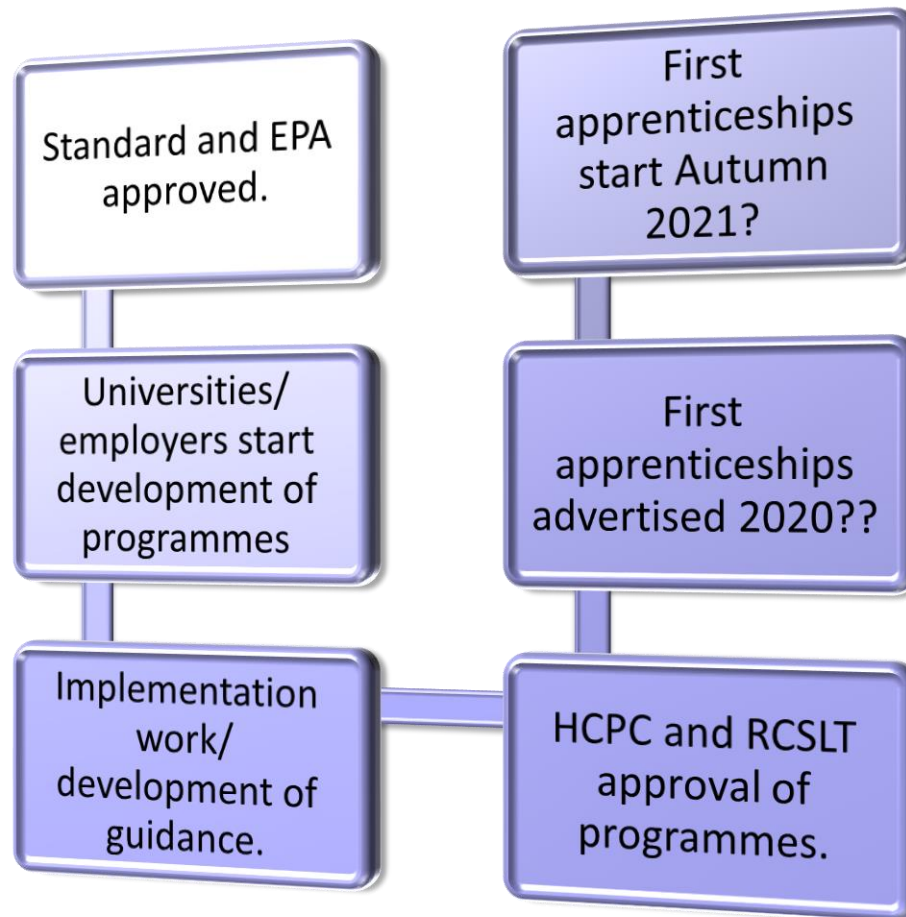 Standard and EPA
approved.
Universities/
employers start
development of
programmes
Implementation
work/
development of
guidance.
HCPC and RCSLT
approval of
programmes.
First
apprenticeships
advertised 2020??
First
apprenticeships
start Autumn
2021?